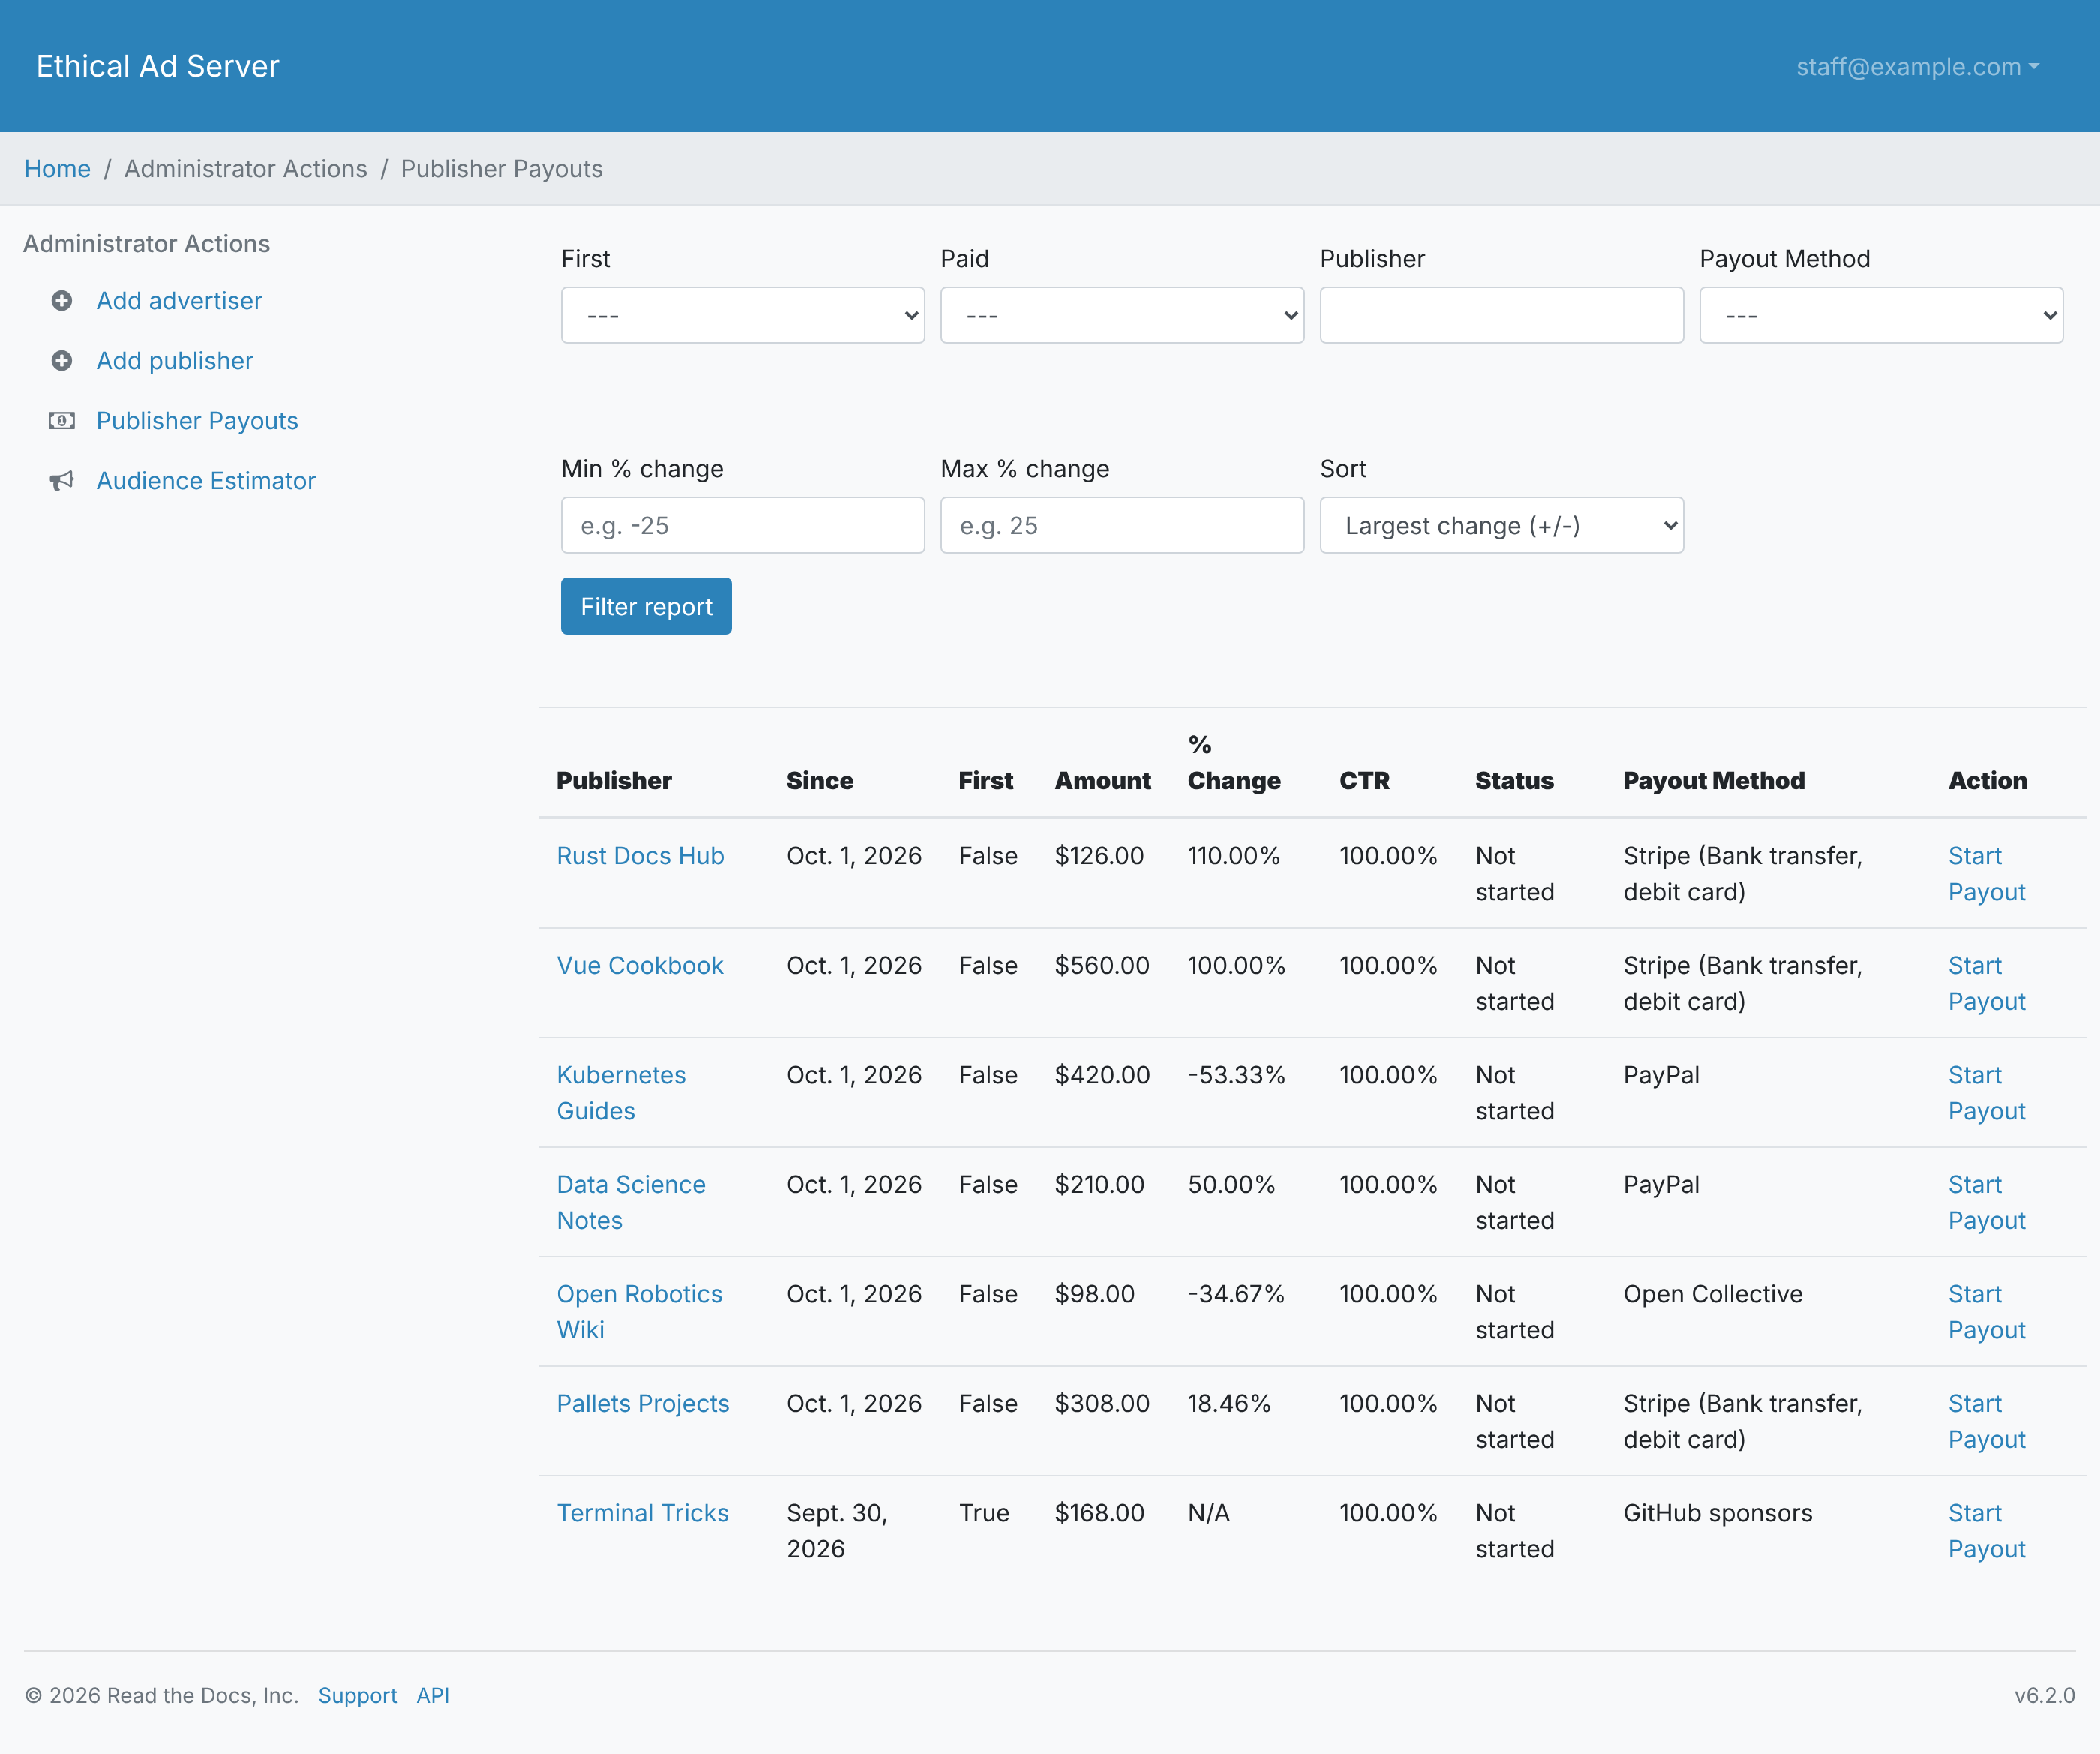 Ethical Ad Server
staff@example.com
Home / Administrator Actions / Publisher Payouts
Administrator Actions
Add advertiser
Add publisher
Publisher Payouts
Audience Estimator
First Paid Publisher Payout Method
--- --- ---
Min % change Max % change Sort
e.g. -25 e.g. 25 Largest change (+/-)
Filter report
Publisher Since First Amount % Change CTR Status Payout Method Action
Rust Docs Hub Oct. 1, 2026 False $126.00 110.00% 100.00% Not started Stripe (Bank transfer, debit card) Start Payout
Vue Cookbook Oct. 1, 2026 False $560.00 100.00% 100.00% Not started Stripe (Bank transfer, debit card) Start Payout
Kubernetes Guides Oct. 1, 2026 False $420.00 -53.33% 100.00% Not started PayPal Start Payout
Data Science Notes Oct. 1, 2026 False $210.00 50.00% 100.00% Not started PayPal Start Payout
Open Robotics Wiki Oct. 1, 2026 False $98.00 -34.67% 100.00% Not started Open Collective Start Payout
Pallets Projects Oct. 1, 2026 False $308.00 18.46% 100.00% Not started Stripe (Bank transfer, debit card) Start Payout
Terminal Tricks Sept. 30, 2026 True $168.00 N/A 100.00% Not started GitHub sponsors Start Payout
© 2026 Read the Docs, Inc. Support API v6.2.0